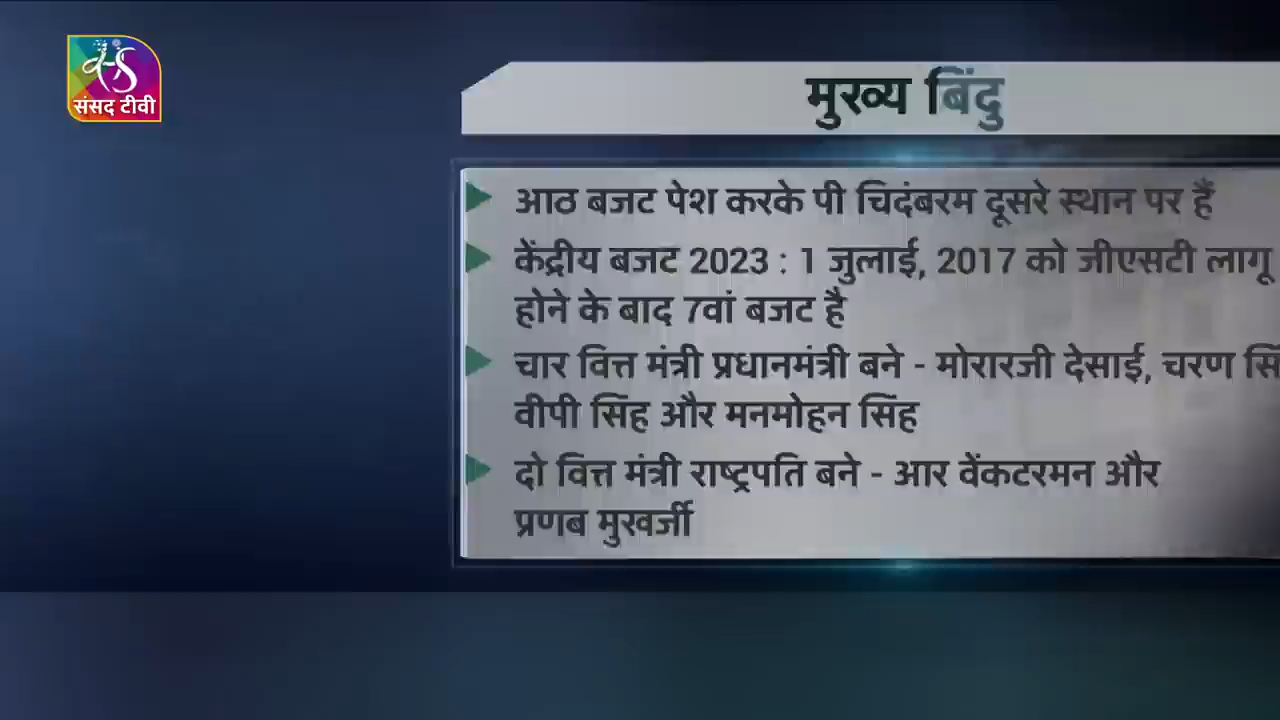 संसद टीवी
मुख्य बिंदु
आठ बजट पेश करके पी चिदंबरम दूसरे स्थान पर हैं
केंद्रीय बजट 2023 : 1 जुलाई, 2017 को जीएसटी लागू
होने के बाद 7वां बजट है
चार वित्त मंत्री प्रधानमंत्री बने - मोरारजी देसाई, चरण
वीपी सिंह और मनमोहन सिंह
दो वित्त मंत्री राष्ट्रपति बने - आर वेंकटरमन और
प्रणब मुखर्जी